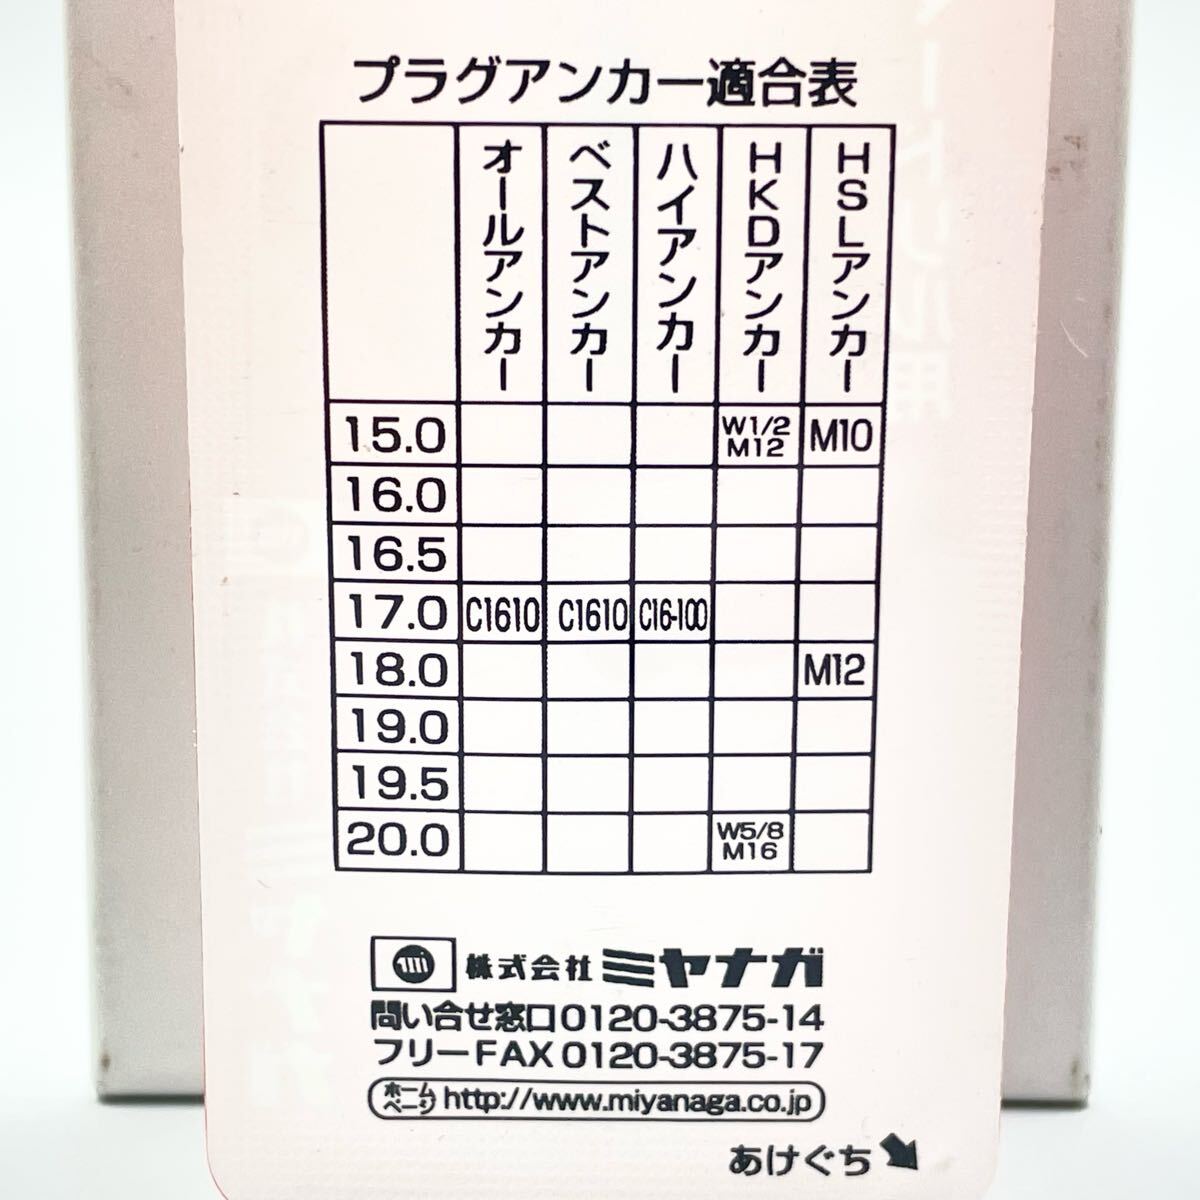 プラグアンカー適合表
オールアンカー ベストアンカー ハイアンカー HKDアンカー HSLアンカー
15.0 W1/2 M12 M10
16.0
16.5
17.0 C1610 C1610 C16-100
18.0 M12
19.0
19.5
20.0 W5/8 M16
株式会社ミヤナガ
問い合せ窓口0120-3875-14
フリーFAX 0120-3875-17
ホームページ http://www.miyanaga.co.jp
あけぐち